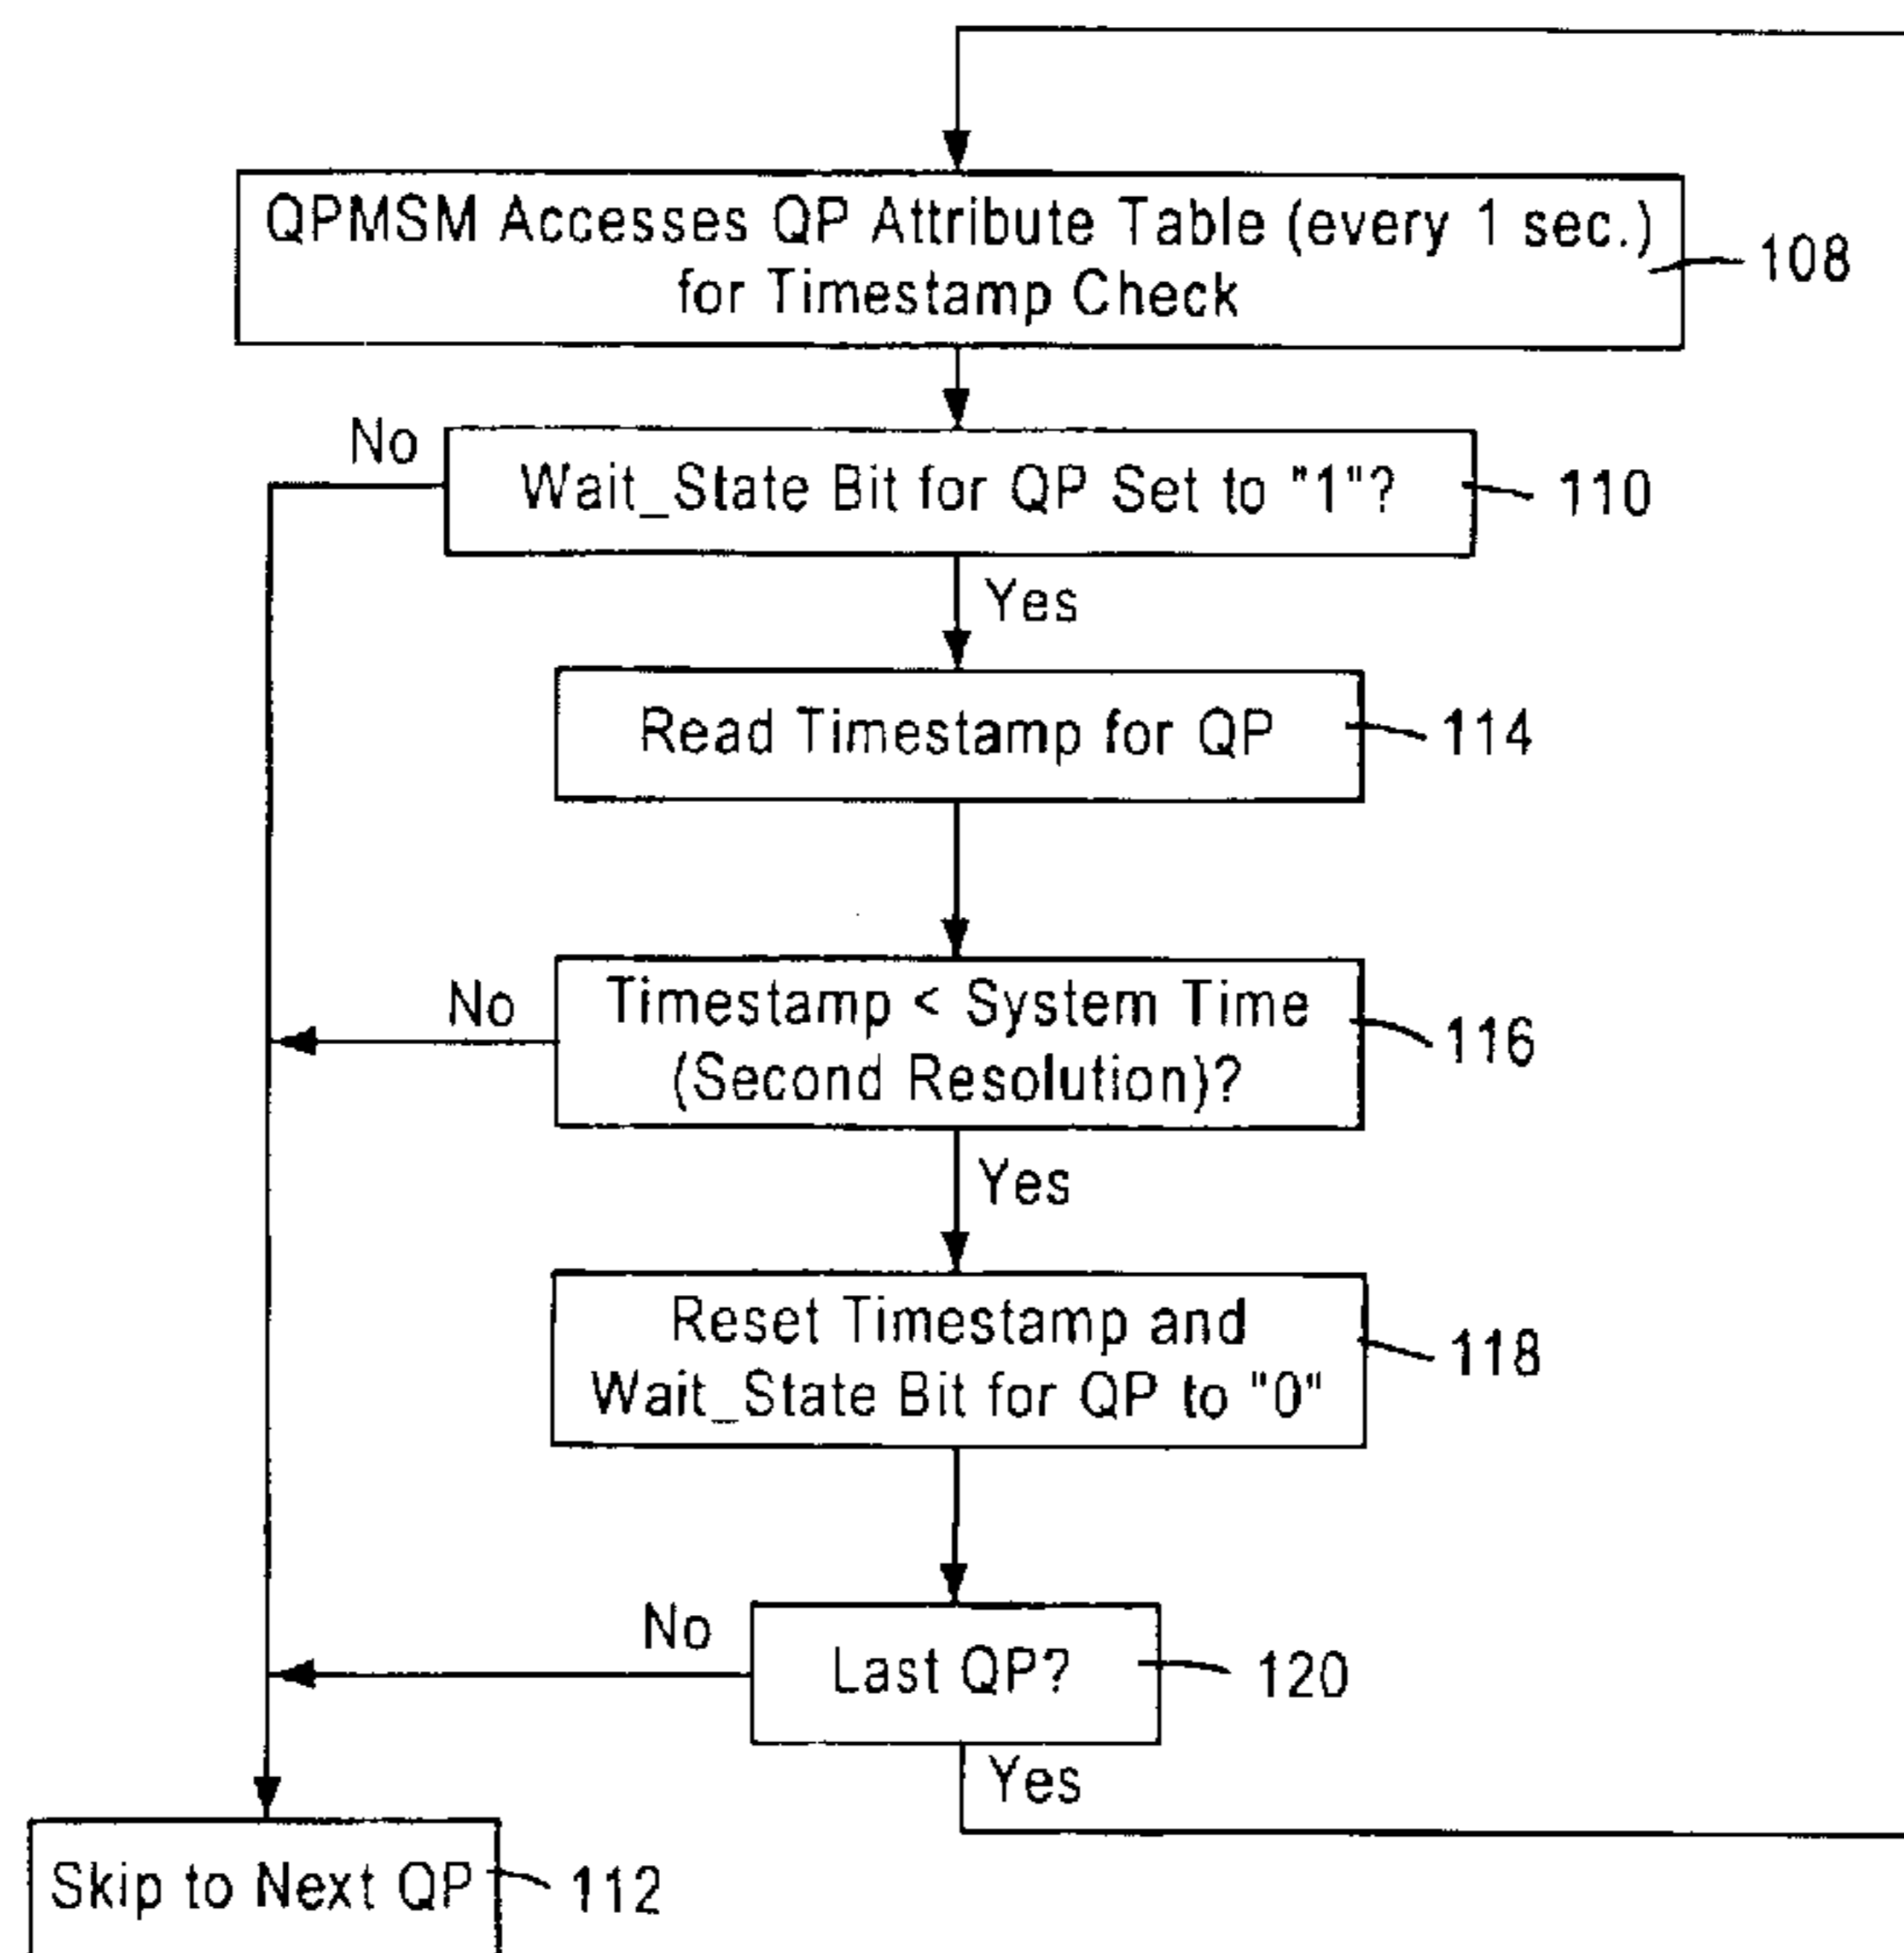 QPMSM Accesses QP Attribute Table (every 1 sec.)
for Timestamp Check
108
No
Wait_State Bit for QP Set to "1"?
110
Yes
Read Timestamp for QP
114
No
Timestamp < System Time
(Second Resolution)?
116
Yes
Reset Timestamp and
Wait_State Bit for QP to "0"
118
No
Last QP?
120
Yes
Skip to Next QP
112